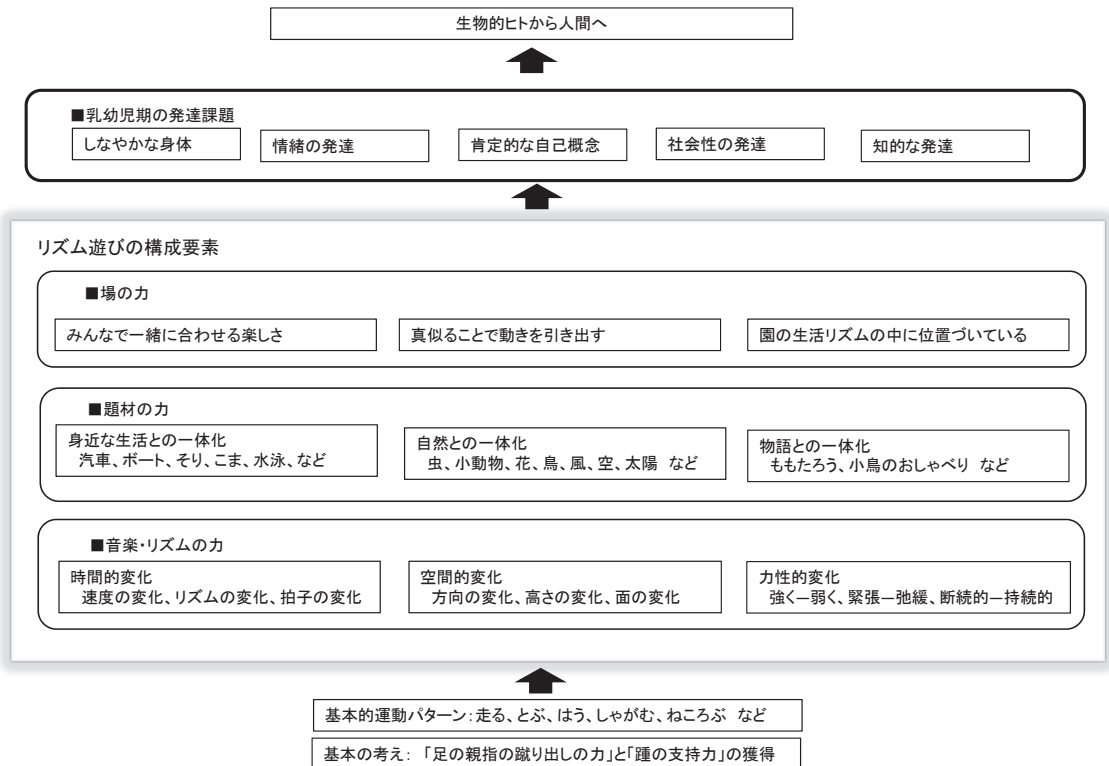 生物的ヒトから人間へ
■乳幼児期の発達課題
しなやかな身体
情緒の発達
肯定的な自己概念
社会性の発達
知的な発達
リズム遊びの構成要素
■場の力
みんなで一緒に合わせる楽しさ
真似ることで動きを引き出す
園の生活リズムの中に位置づいている
■題材の力
身近な生活との一体化
汽車、ボート、そり、こま、水泳、など
自然との一体化
虫、小動物、花、鳥、風、空、太陽 など
物語との一体化
ももたろう、小鳥のおしゃべり など
■音楽・リズムの力
時間的変化
速度の変化、リズムの変化、拍子の変化
空間的変化
方向の変化、高さの変化、面の変化
力性的変化
強く―弱く、緊張―弛緩、断続的―持続的
基本的運動パターン:走る、とぶ、はう、しゃがむ、ねころぶ など
基本の考え: 「足の親指の蹴り出しの力」と「踵の支持力」の獲得